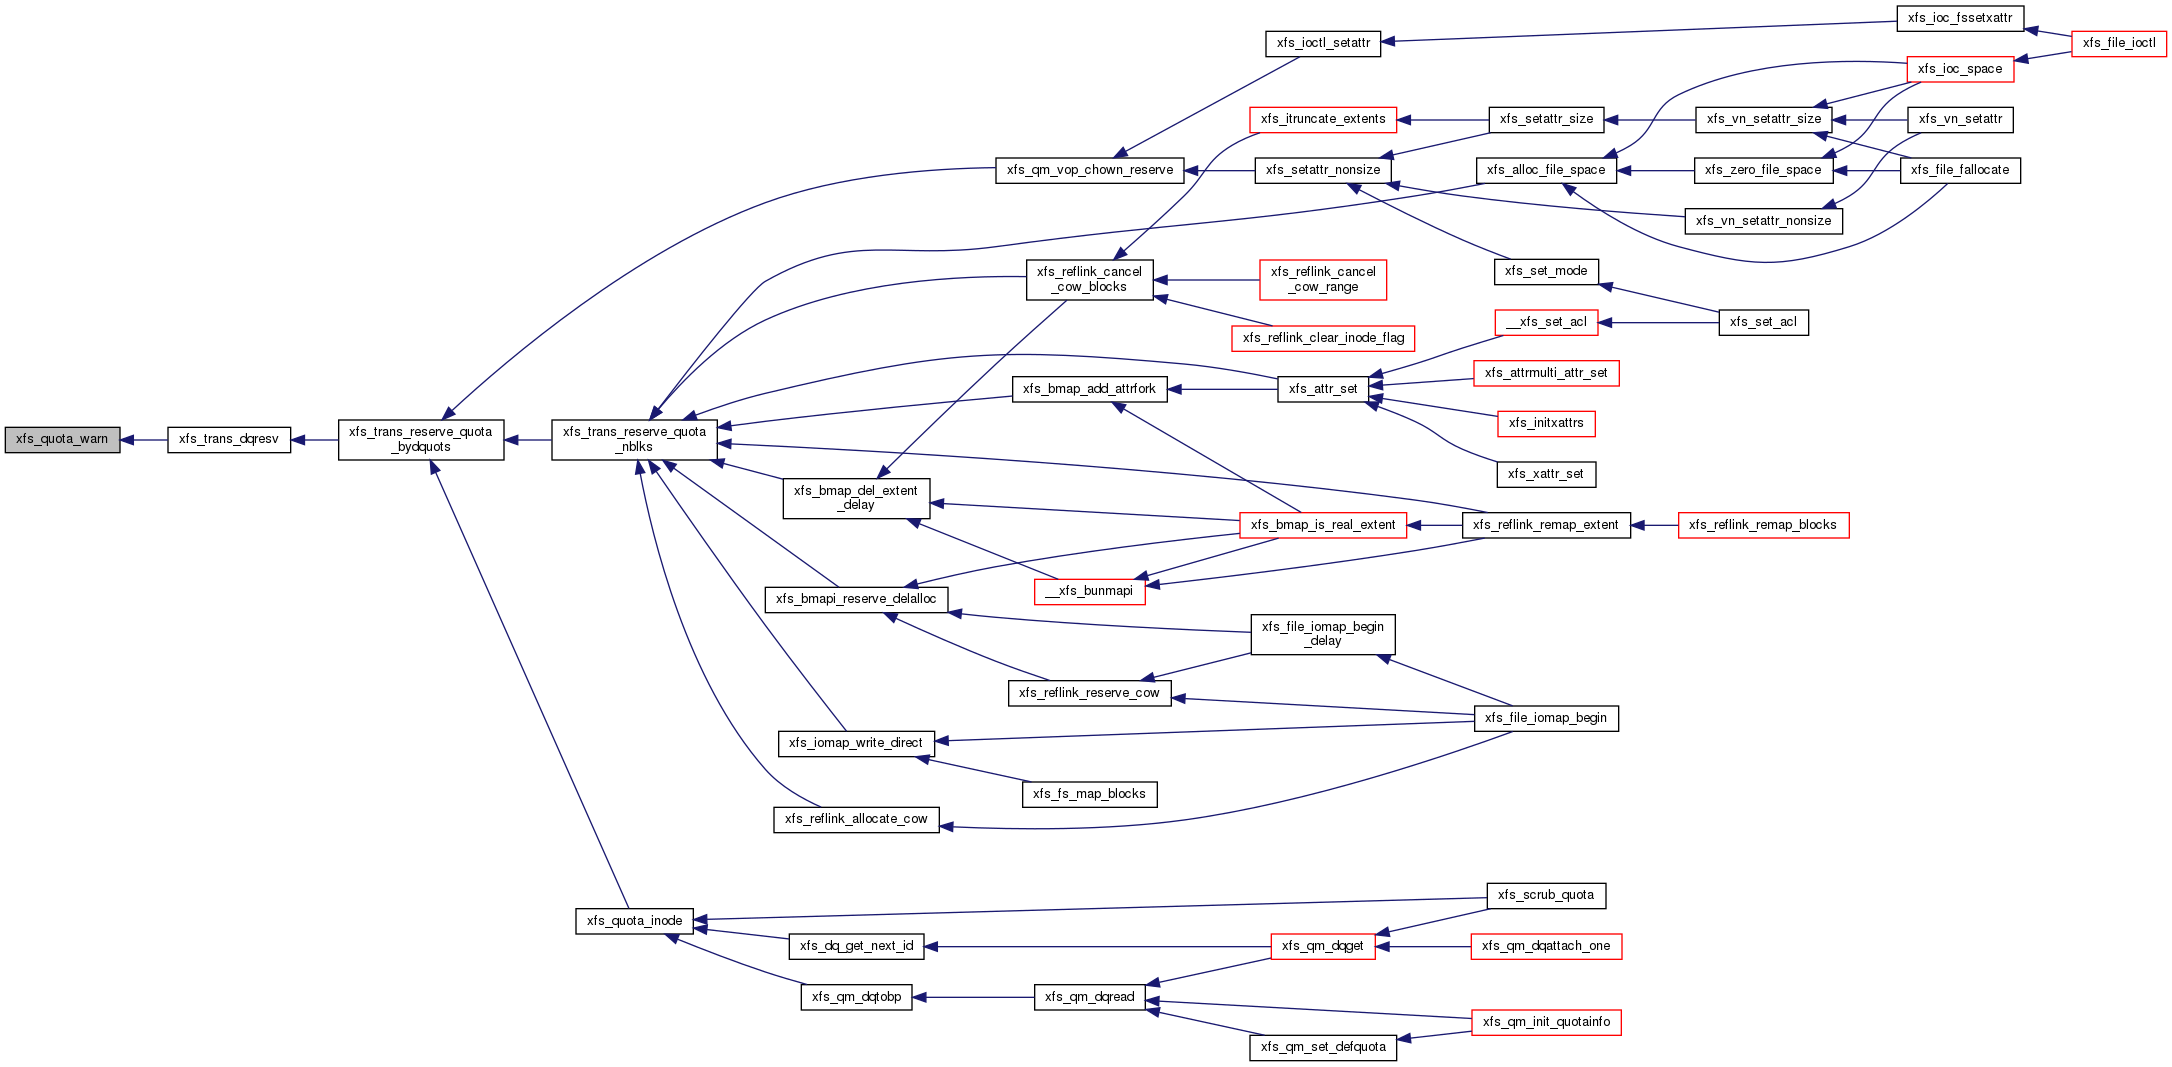 xfs_ioc_fssetxattr
xfs_ioctl_setattr
xfs_file_ioctl
xfs_ioc_space
xfs_itruncate_extents
xfs_setattr_size
xfs_vn_setattr_size
xfs_vn_setattr
xfs_qm_vop_chown_reserve
xfs_setattr_nonsize
xfs_alloc_file_space
xfs_zero_file_space
xfs_file_fallocate
xfs_vn_setattr_nonsize
xfs_reflink_cancel
_cow_blocks
xfs_reflink_cancel
_cow_range
xfs_set_mode
xfs_reflink_clear_inode_flag
__xfs_set_acl
xfs_set_acl
xfs_attrmulti_attr_set
xfs_bmap_add_attrfork
xfs_attr_set
xfs_initxattrs
xfs_quota_warn
xfs_trans_dqresv
xfs_trans_reserve_quota
_bydquots
xfs_trans_reserve_quota
_nblks
xfs_xattr_set
xfs_bmap_del_extent
_delay
xfs_bmap_is_real_extent
xfs_reflink_remap_extent
xfs_reflink_remap_blocks
__xfs_bunmapi
xfs_bmapi_reserve_delalloc
xfs_file_iomap_begin
_delay
xfs_reflink_reserve_cow
xfs_file_iomap_begin
xfs_iomap_write_direct
xfs_fs_map_blocks
xfs_reflink_allocate_cow
xfs_scrub_quota
xfs_quota_inode
xfs_dq_get_next_id
xfs_qm_dqget
xfs_qm_dqattach_one
xfs_qm_dqtobp
xfs_qm_dqread
xfs_qm_init_quotainfo
xfs_qm_set_defquota